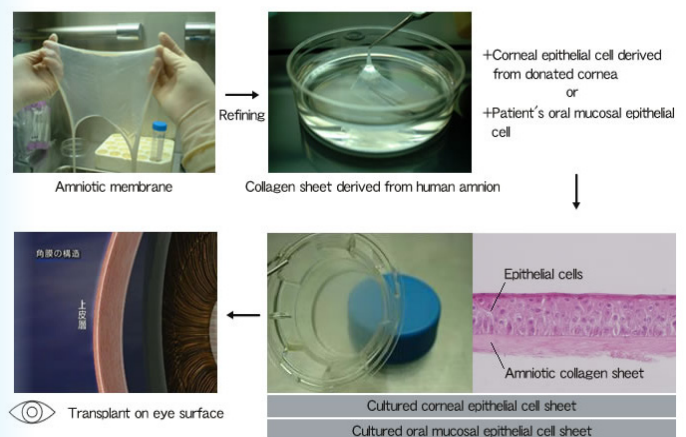 +Corneal epithelial cell derived
from donated cornea
or
+Patient's oral mucosal epithelial
cell
Refining
Amniotic membrane
Collagen sheet derived from human amnion
角膜の構造
上皮層
Epithelial cells
Amniotic collagen sheet
Transplant on eye surface
Cultured corneal epithelial cell sheet
Cultured oral mucosal epithelial cell sheet